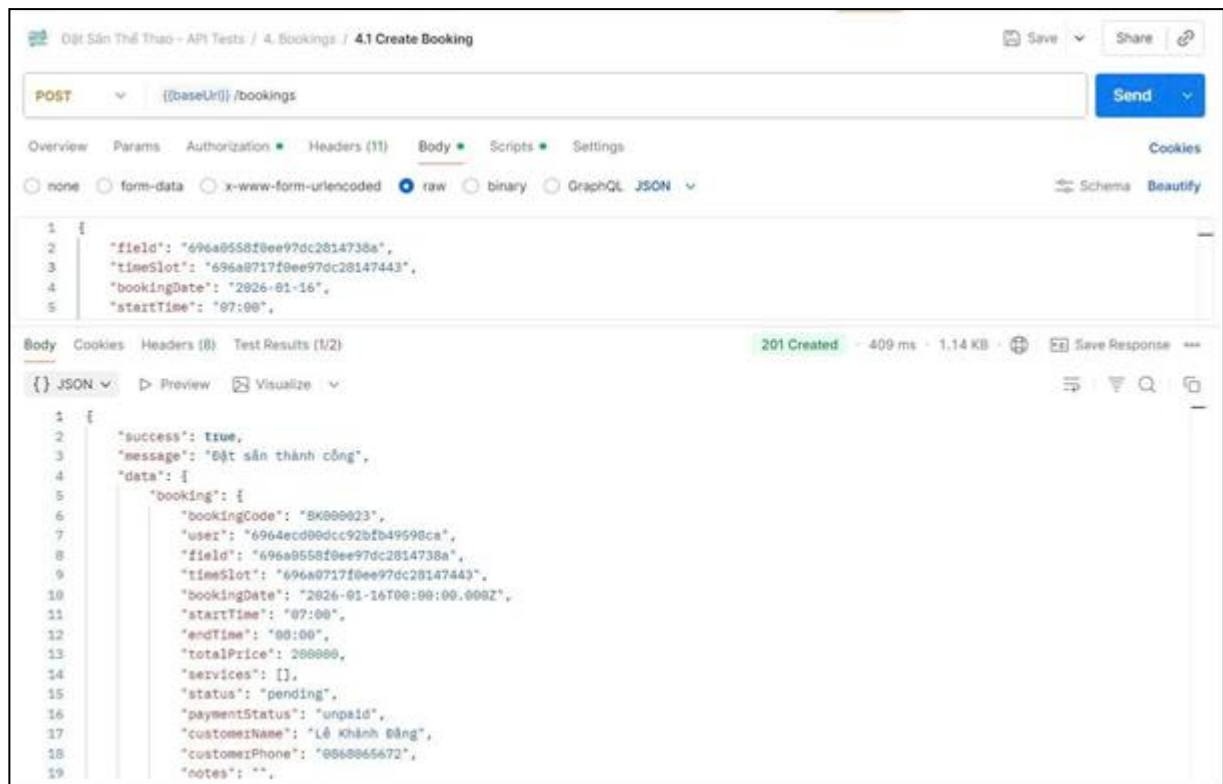 Đặt Sân Thể Thao - API Tests / 4. Bookings / 4.1 Create Booking
Save Share
POST {{baseUrl}} /bookings Send
Overview Params Authorization Headers (11) Body Scripts Settings Cookies
none form-data x-www-form-urlencoded raw binary GraphQL JSON Schema Beautify
1 {
2 "field": "696a0558f0ee97dc2814738a",
3 "timeSlot": "696a0717f0ee97dc28147443",
4 "bookingDate": "2026-01-16",
5 "startTime": "07:00",
Body Cookies Headers (8) Test Results (1/2) 201 Created 409 ms 1.14 KB Save Response
{} JSON Preview Visualize
1 {
2 "success": true,
3 "message": "Đặt sân thành công",
4 "data": {
5 "booking": {
6 "bookingCode": "BK000023",
7 "user": "6964ecd00dcc92bfb49598ca",
8 "field": "696a0558f0ee97dc2814738a",
9 "timeSlot": "696a0717f0ee97dc28147443",
10 "bookingDate": "2026-01-16T00:00:00.000Z",
11 "startTime": "07:00",
12 "endTime": "08:00",
13 "totalPrice": 200000,
14 "services": [],
15 "status": "pending",
16 "paymentStatus": "unpaid",
17 "customerName": "Lê Khánh Đăng",
18 "customerPhone": "0868065672",
19 "notes": "",